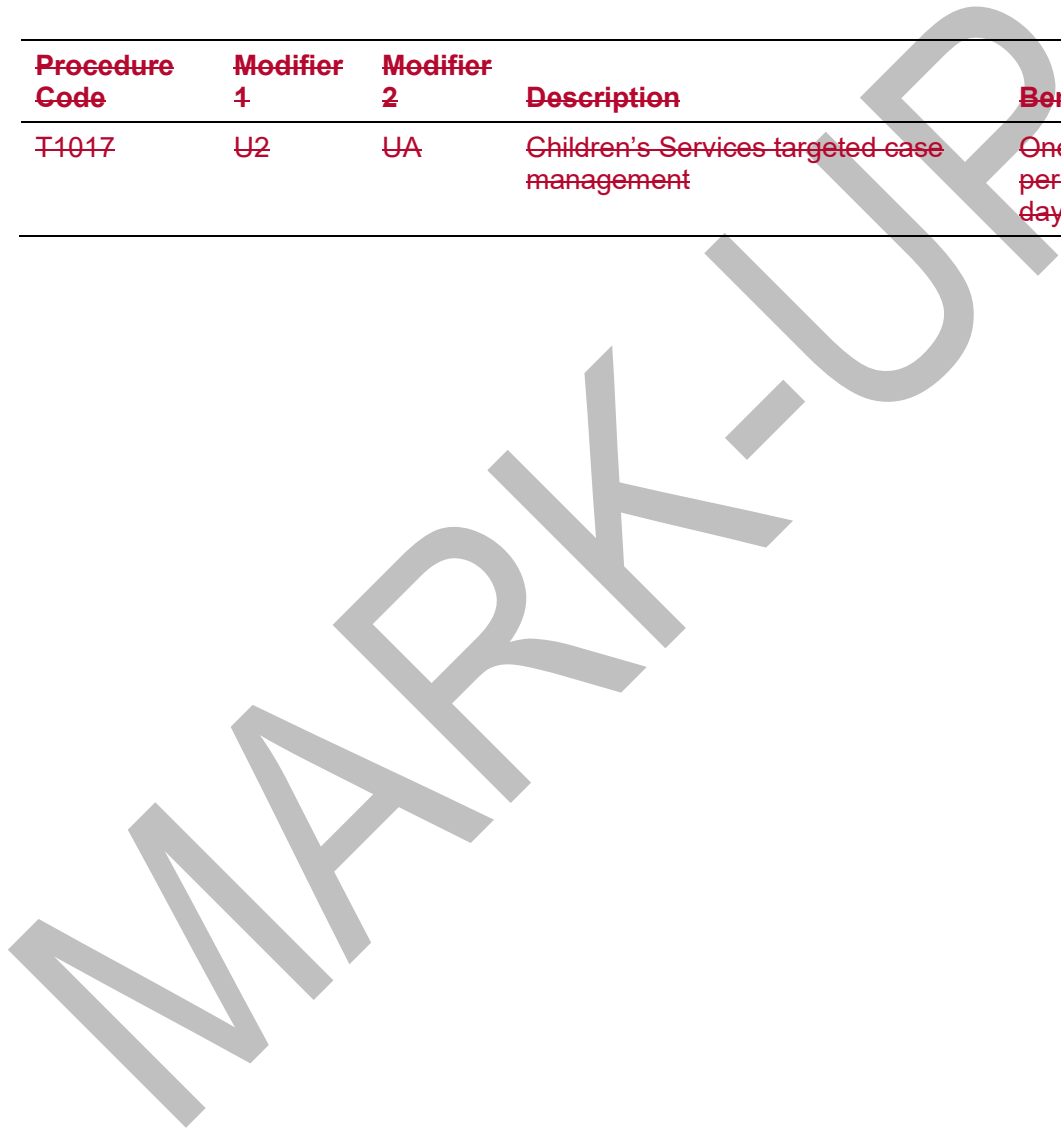 Procedure Modifier Modifier
Code 1 2 Description
T1017 U2 UA Children's Services targeted case
management
MARK-UP